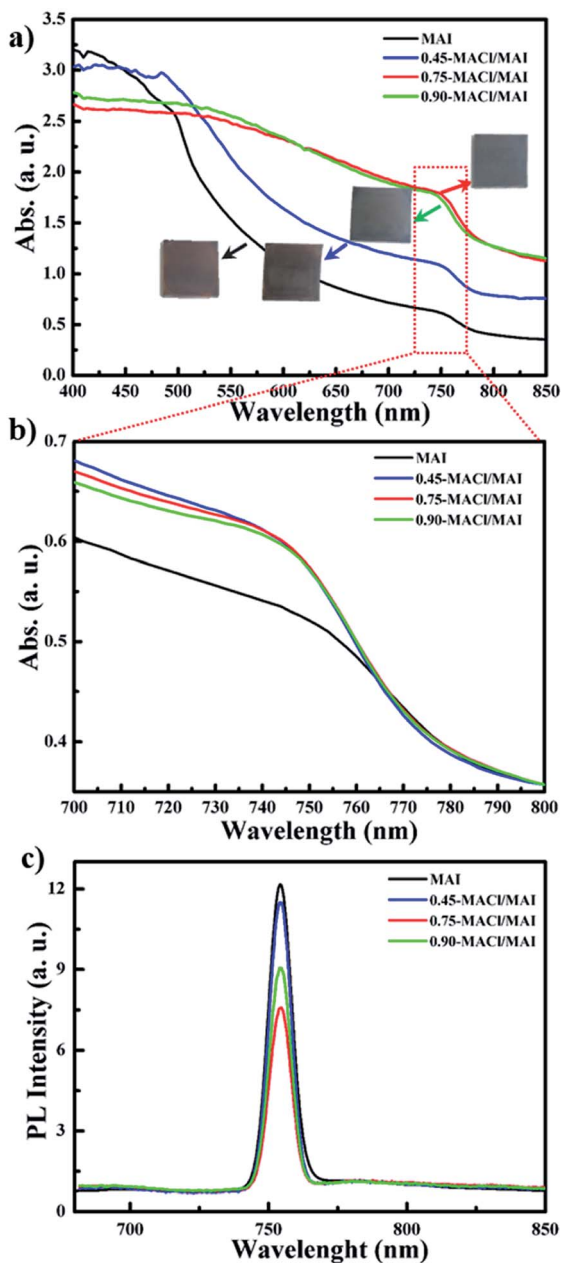 a)
MAI
0.45-MACl/MAI
0.75-MACl/MAI
0.90-MACl/MAI
Abs. (a. u.)
3.5
3.0
2.5
2.0
1.5
1.0
0.5
0.0
400 450 500 550 600 650 700 750 800 850
Wavelength (nm)
b)
MAI
0.45-MACl/MAI
0.75-MACl/MAI
0.90-MACl/MAI
Abs. (a. u.)
0.7
0.6
0.5
0.4
700 710 720 730 740 750 760 770 780 790 800
Wavelength (nm)
c)
MAI
0.45-MACl/MAI
0.75-MACl/MAI
0.90-MACl/MAI
PL Intensity (a. u.)
12
9
6
3
0
700 750 800 850
Wavelenght (nm)